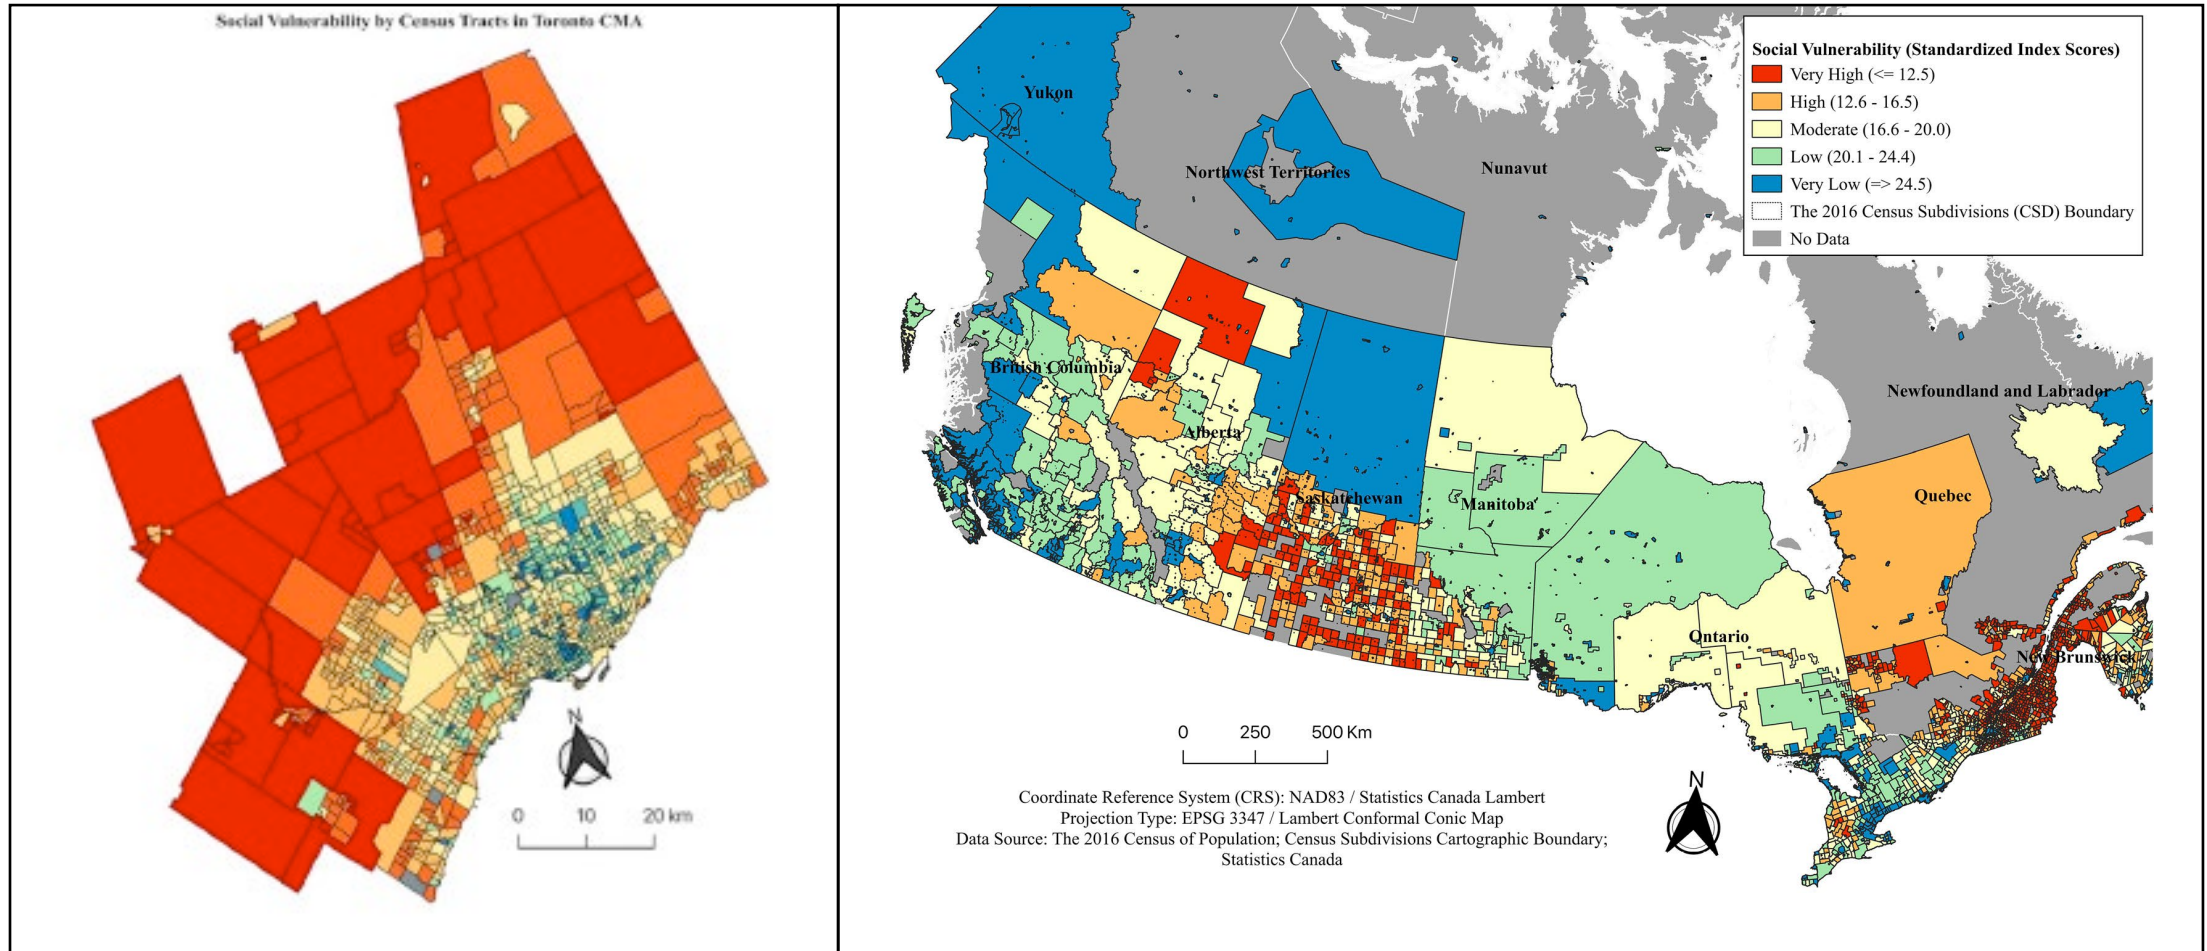 Social Vulnerability by Census Tracts in Toronto CMA
N
0 10 20 km
Social Vulnerability (Standardized Index Scores)
Very High (<= 12.5)
High (12.6 - 16.5)
Moderate (16.6 - 20.0)
Low (20.1 - 24.4)
Very Low (=> 24.5)
The 2016 Census Subdivisions (CSD) Boundary
No Data
Yukon
Northwest Territories
Nunavut
British Columbia
Alberta
Saskatchewan
Manitoba
Newfoundland and Labrador
Quebec
Ontario
New Brunswick
0 250 500 Km
N
Coordinate Reference System (CRS): NAD83 / Statistics Canada Lambert
Projection Type: EPSG 3347 / Lambert Conformal Conic Map
Data Source: The 2016 Census of Population; Census Subdivisions Cartographic Boundary;
Statistics Canada